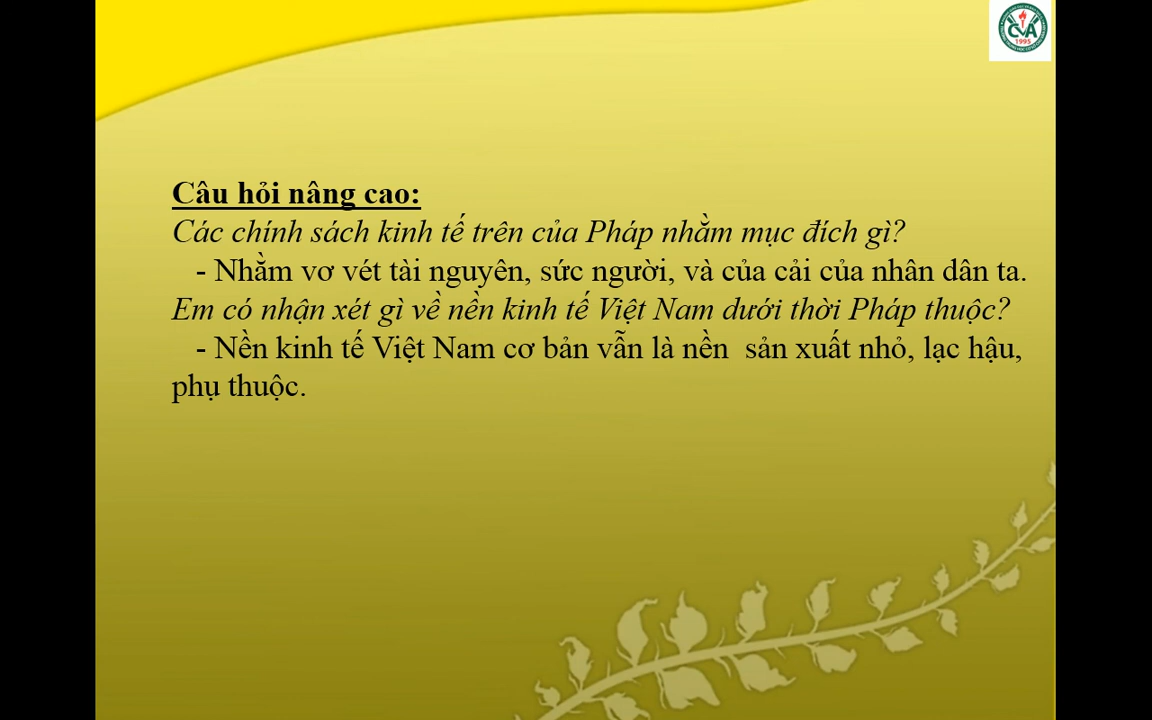 CVA
1995
Câu hỏi nâng cao:
Các chính sách kinh tế trên của Pháp nhằm mục đích gì?
- Nhằm vơ vét tài nguyên, sức người, và của cải của nhân dân ta.
Em có nhận xét gì về nền kinh tế Việt Nam dưới thời Pháp thuộc?
- Nền kinh tế Việt Nam cơ bản vẫn là nền  sản xuất nhỏ, lạc hậu,
phụ thuộc.